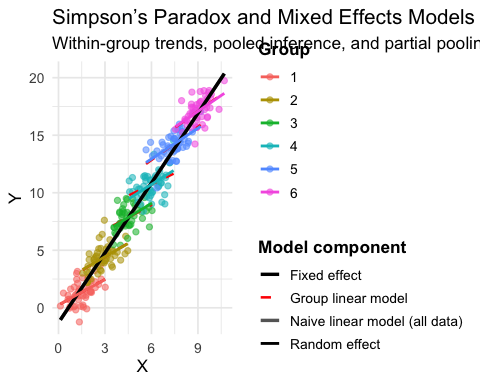 Simpson’s Paradox and Mixed Effects Models
Within-group trends, pooled inference, and partial poolin
Group
1
2
3
4
5
6
Model component
Fixed effect
Group linear model
Naive linear model (all data)
Random effect
Y
20
15
10
5
0
0 3 6 9
X